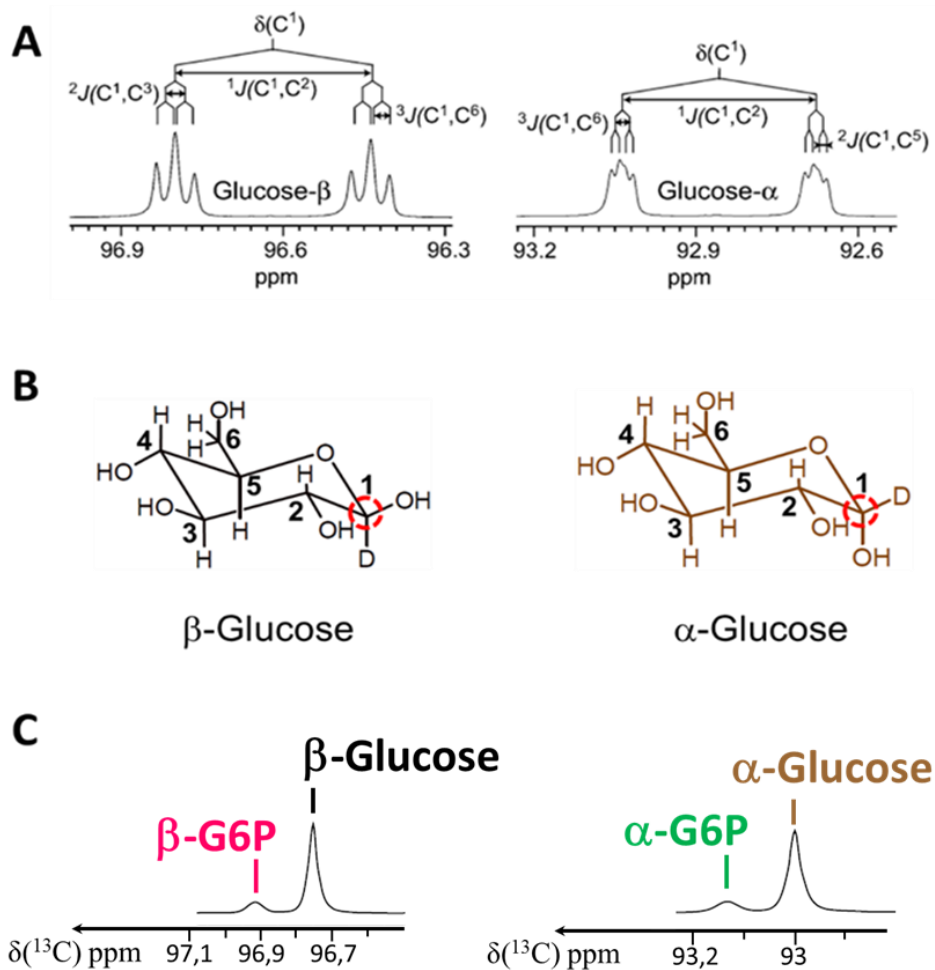 A
δ(C¹)
²J(C¹,C³)
¹J(C¹,C²)
³J(C¹,C⁶)
Glucose-β
96.9 96.6 96.3
ppm
δ(C¹)
³J(C¹,C⁶)
¹J(C¹,C²)
²J(C¹,C⁵)
Glucose-α
93.2 92.9 92.6
ppm
B
H OH
H
4 H 6
O
HO H 1
HO 5 OH
2
3 H OH
H D
β-Glucose
H OH
H
4 H 6
O
HO H 1
HO 5 D
2
3 H OH
H OH
α-Glucose
C
β-Glucose
β-G6P
δ(¹³C) ppm 97,1 96,9 96,7
α-Glucose
α-G6P
δ(¹³C) ppm 93,2 93